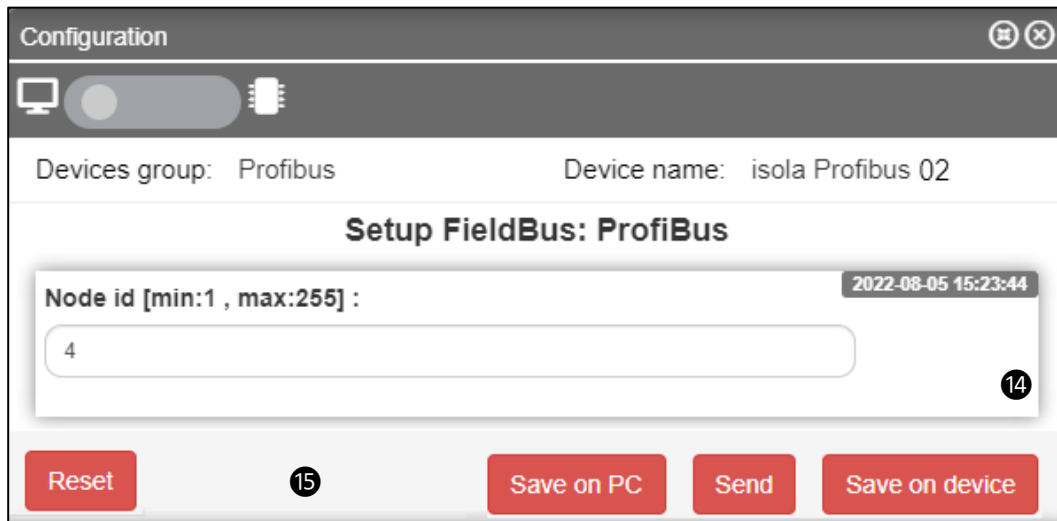 Configuration
Devices group: Profibus Device name: isola Profibus 02
Setup FieldBus: ProfiBus
2022-08-05 15:23:44
Node id [min:1 , max:255] :
4
14
Reset 15 Save on PC Send Save on device